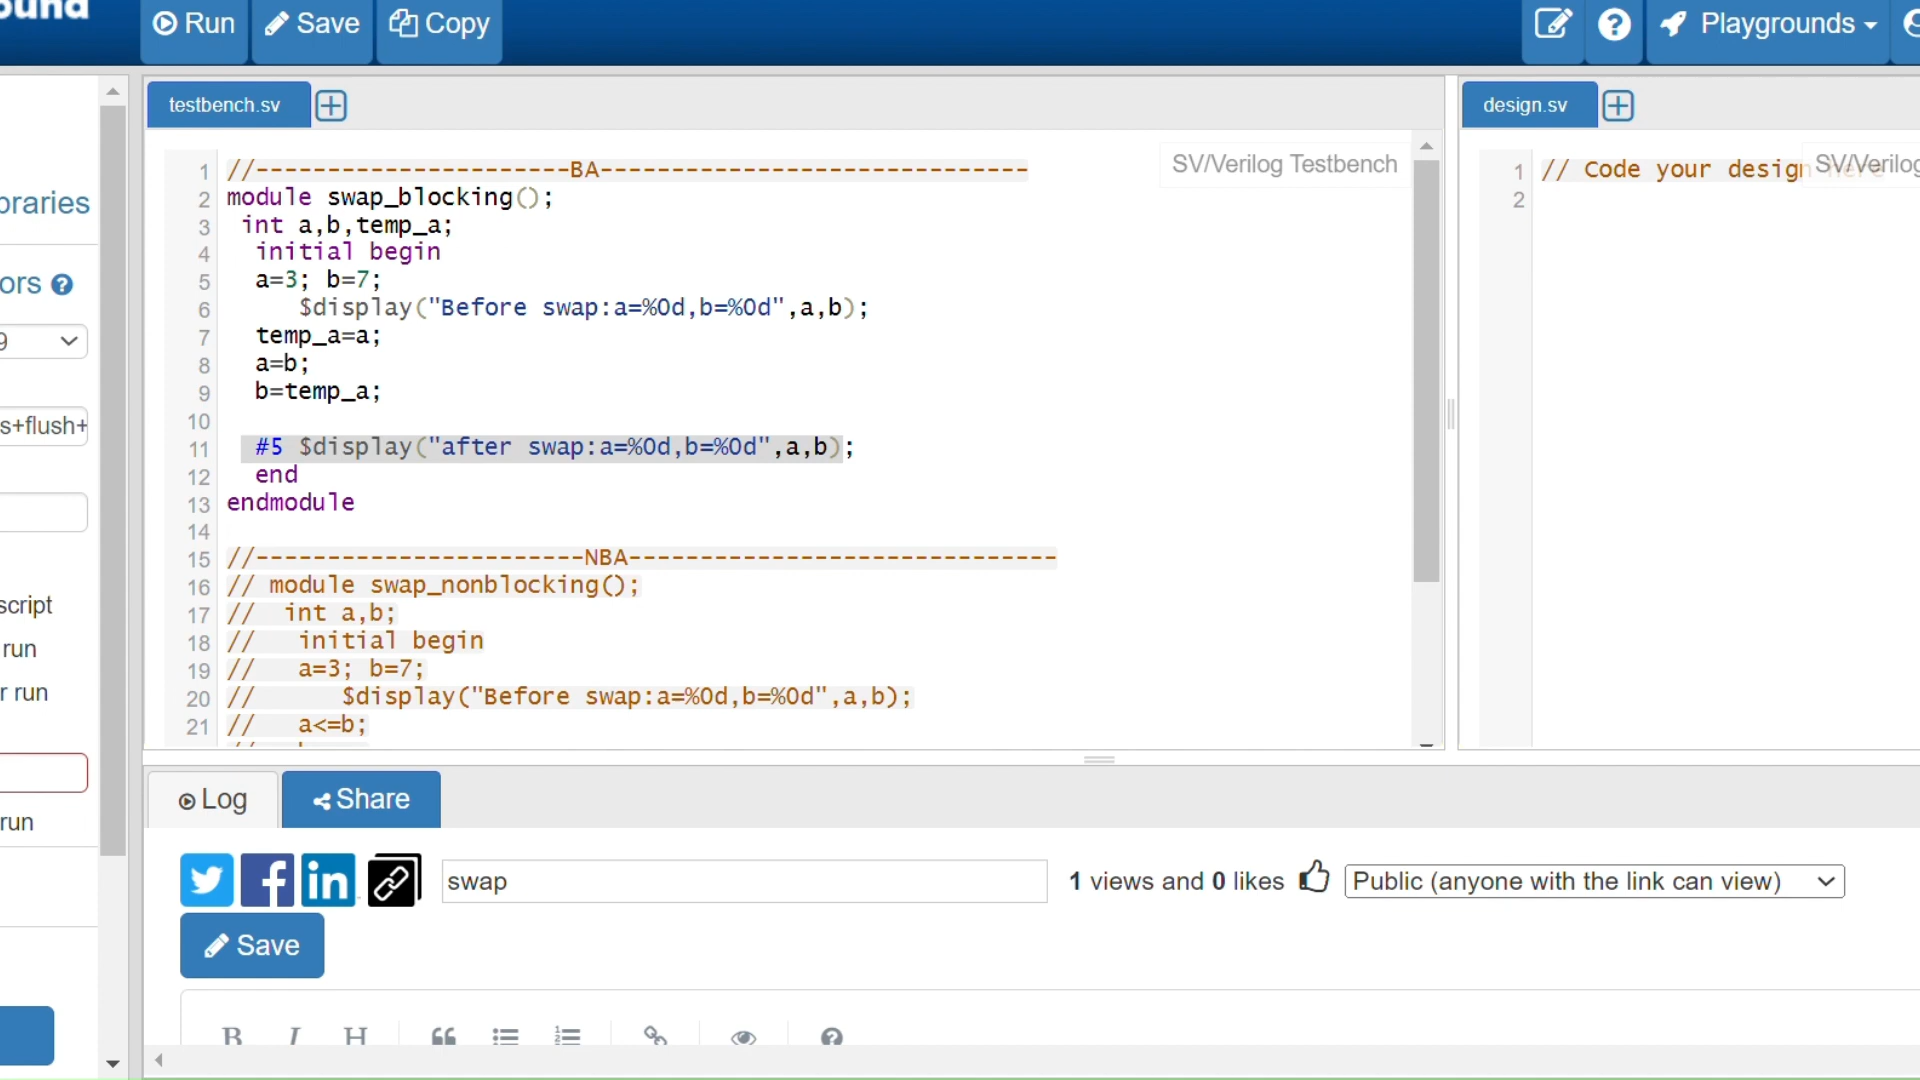 Run Save Copy Playgrounds
testbench.sv
design.sv
SV/Verilog Testbench
1 //----------------------BA------------------------------
2 module swap_blocking();
3 int a,b,temp_a;
4 initial begin
5 a=3; b=7;
6 $display("Before swap:a=%0d,b=%0d",a,b);
7 temp_a=a;
8 a=b;
9 b=temp_a;
10
11 #5 $display("after swap:a=%0d,b=%0d",a,b);
12 end
13 endmodule
14
15 //-----------------------NBA------------------------------
16 // module swap_nonblocking();
17 // int a,b;
18 // initial begin
19 // a=3; b=7;
20 // $display("Before swap:a=%0d,b=%0d",a,b);
21 // a<=b;
1 // Code your design
2
s+flush+
script
run
r run
run
Log Share
swap
1 views and 0 likes
Public (anyone with the link can view)
Save
B I H